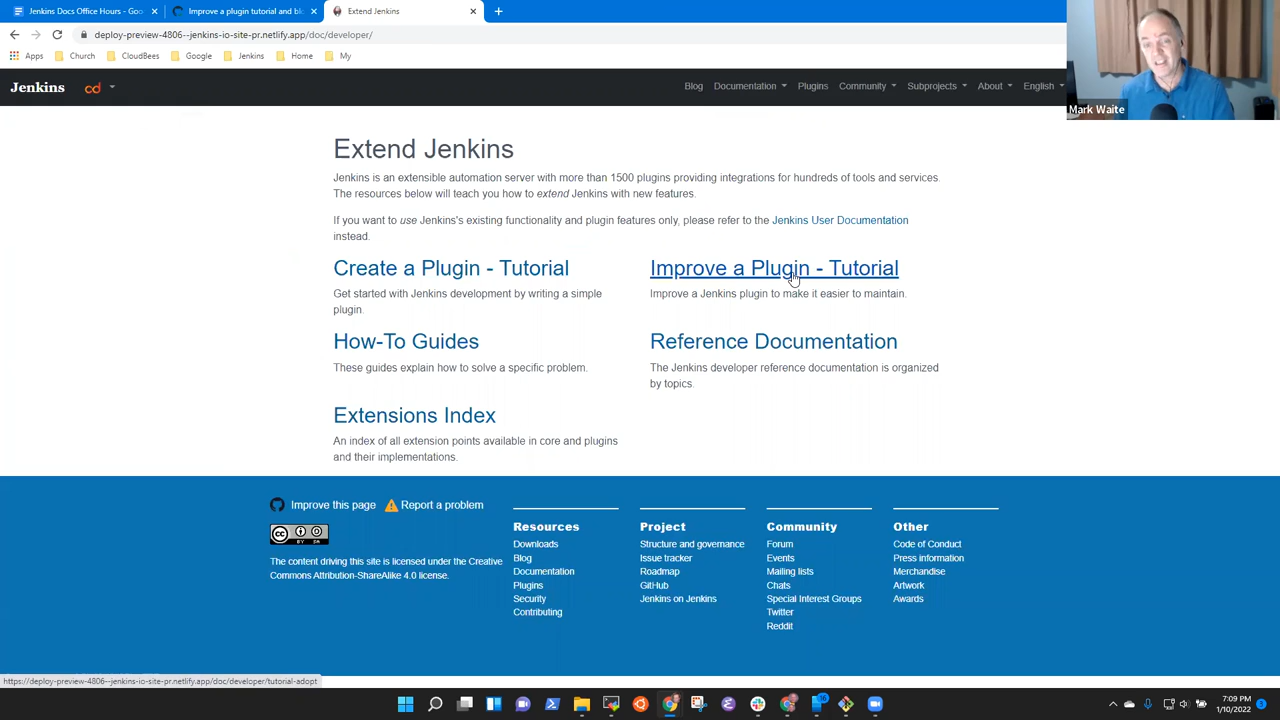 Jenkins Docs Office Hours - Goo
Improve a plugin tutorial and blo
Extend Jenkins
deploy-preview-4806--jenkins-io-site-pr.netlify.app/doc/developer/
Apps
Church
CloudBees
Google
Jenkins
Home
My
Jenkins
cd
Blog
Documentation
Plugins
Community
Subprojects
About
English
Mark Waite
Extend Jenkins
Jenkins is an extensible automation server with more than 1500 plugins providing integrations for hundreds of tools and services.
The resources below will teach you how to extend Jenkins with new features.
If you want to use Jenkins's existing functionality and plugin features only, please refer to the Jenkins User Documentation
instead.
Create a Plugin - Tutorial
Get started with Jenkins development by writing a simple
plugin.
Improve a Plugin - Tutorial
Improve a Jenkins plugin to make it easier to maintain.
How-To Guides
These guides explain how to solve a specific problem.
Reference Documentation
The Jenkins developer reference documentation is organized
by topics.
Extensions Index
An index of all extension points available in core and plugins
and their implementations.
Improve this page
Report a problem
The content driving this site is licensed under the Creative
Commons Attribution-ShareAlike 4.0 license.
Resources
Downloads
Blog
Documentation
Plugins
Security
Contributing
Project
Structure and governance
Issue tracker
Roadmap
GitHub
Jenkins on Jenkins
Community
Forum
Events
Mailing lists
Chats
Special Interest Groups
Twitter
Reddit
Other
Code of Conduct
Press information
Merchandise
Artwork
Awards
https://deploy-preview-4806--jenkins-io-site-pr.netlify.app/doc/developer/tutorial-adopt
7:09 PM
1/10/2022